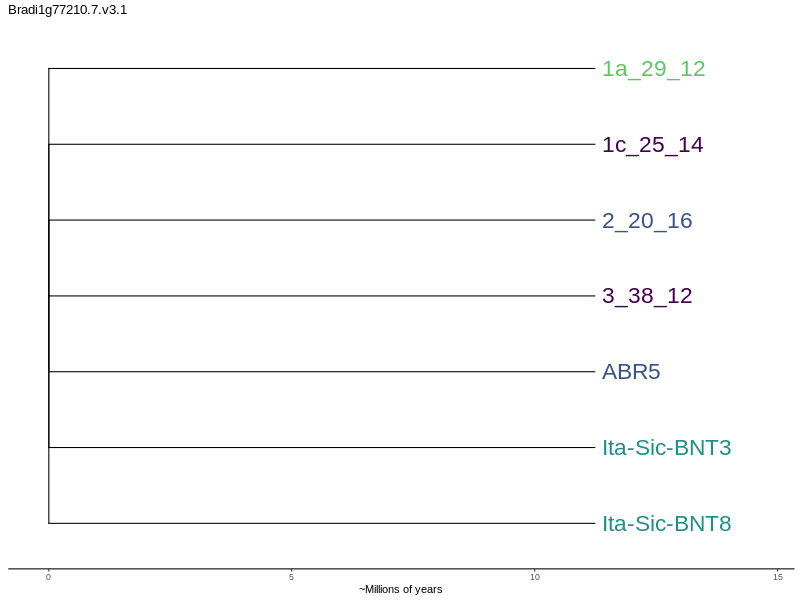 Bradi1g77210.7.v3.1
1a_29_12
1c_25_14
2_20_16
3_38_12
ABR5
Ita-Sic-BNT3
Ita-Sic-BNT8
0 5 10 15
~Millions of years